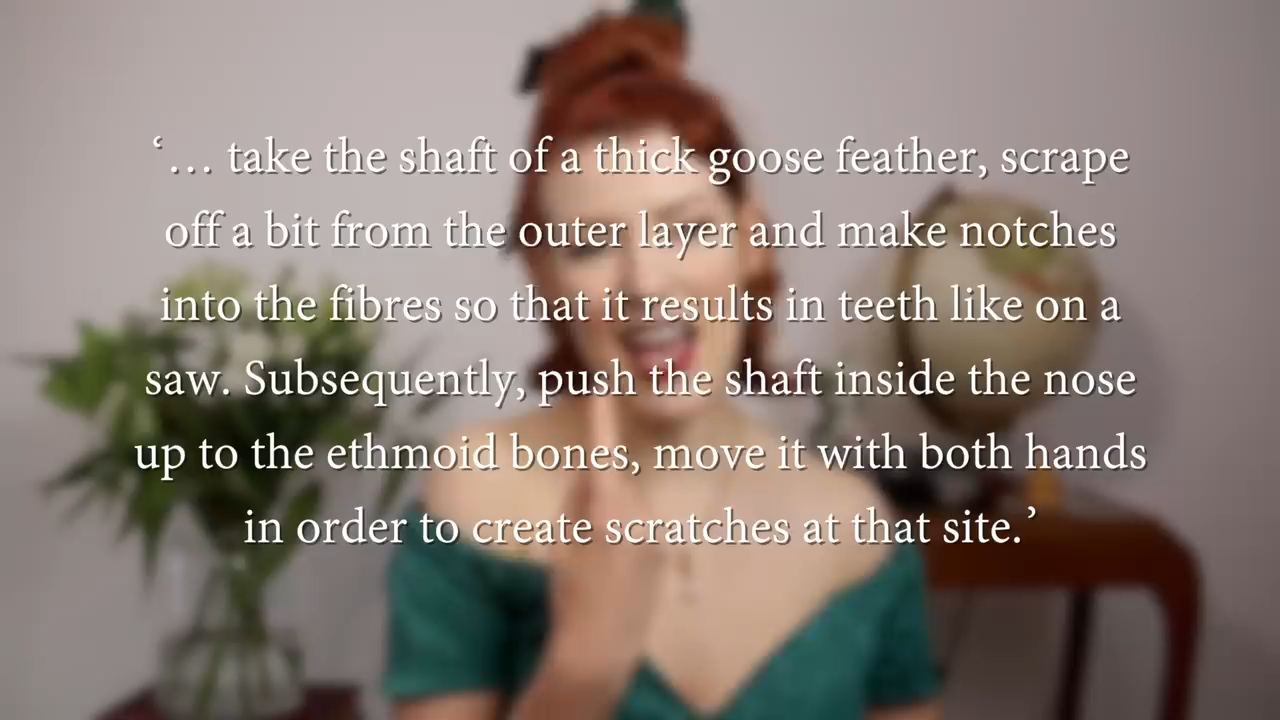 ‘… take the shaft of a thick goose feather, scrape
off a bit from the outer layer and make notches
into the fibres so that it results in teeth like on a
saw. Subsequently, push the shaft inside the nose
up to the ethmoid bones, move it with both hands
in order to create scratches at that site.’